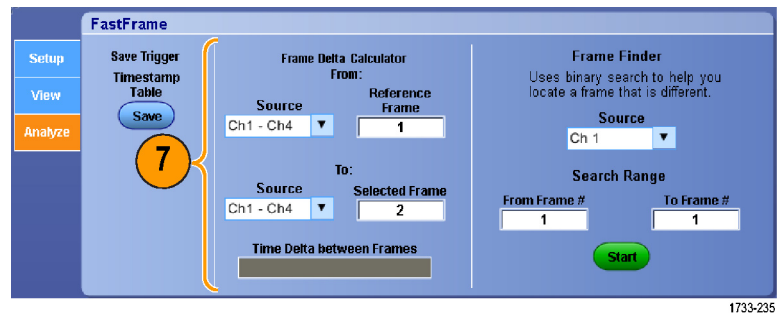 FastFrame
Setup
View
Analyze
Save Trigger
Timestamp
Table
Save
7
Frame Delta Calculator
From:
Source
Reference
Frame
Ch1 - Ch4
1
To:
Source
Selected Frame
Ch1 - Ch4
2
Time Delta between Frames
Frame Finder
Uses binary search to help you
locate a frame that is different.
Source
Ch 1
Search Range
From Frame #
To Frame #
1
1
Start
1733-235